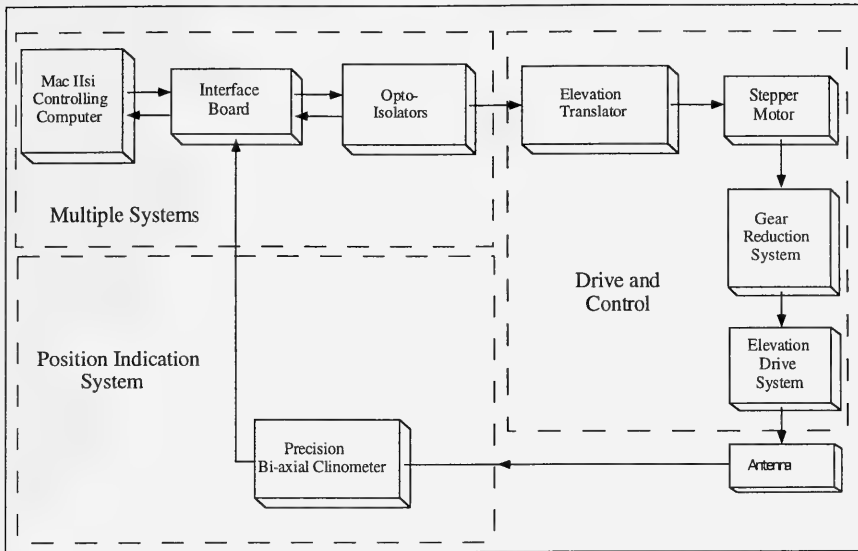 Mac IIsi
Controlling
Computer
Interface
Board
Opto-
Isolators
Elevation
Translator
Stepper
Motor
Multiple Systems
Gear
Reduction
System
Drive and
Control
Position Indication
System
Elevation
Drive
System
Precision
Bi-axial Clinometer
Antenna